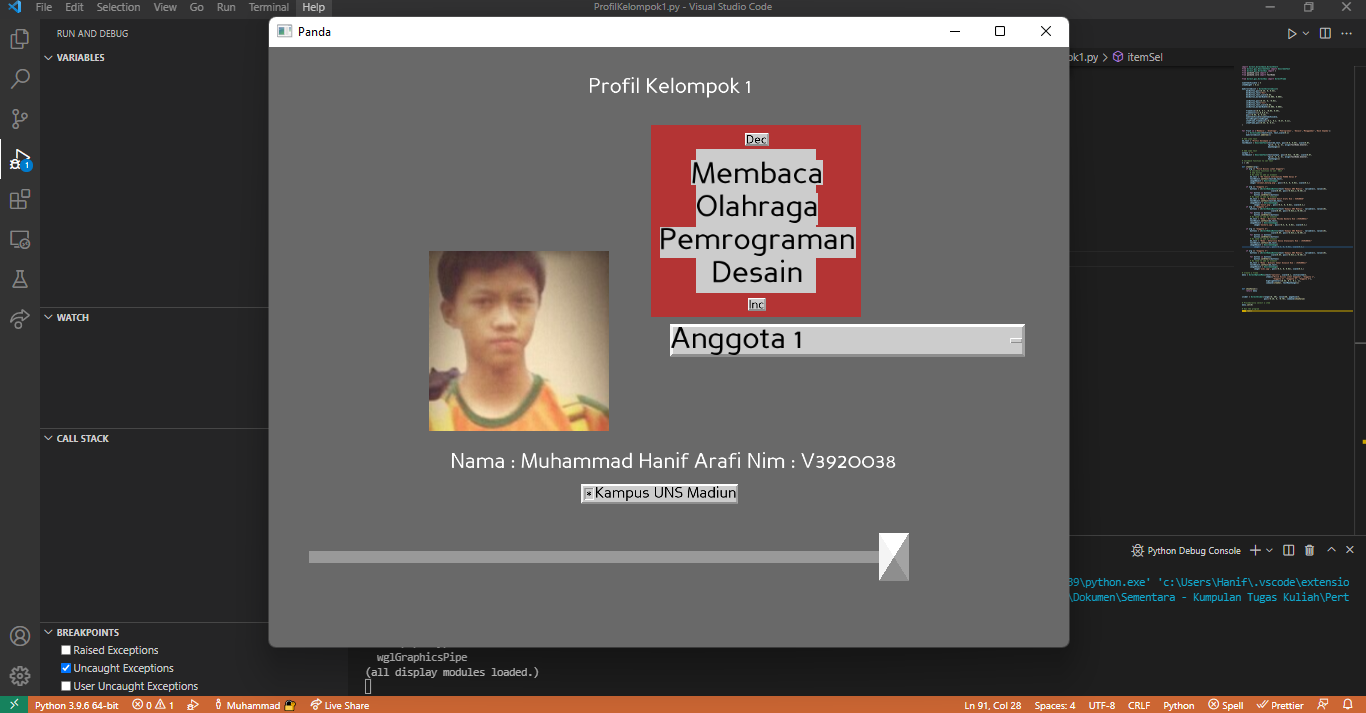 File Edit Selection View Go Run Terminal Help
ProfilKelompok1.py - Visual Studio Code
RUN AND DEBUG
VARIABLES
WATCH
CALL STACK
BREAKPOINTS
Raised Exceptions
Uncaught Exceptions
User Uncaught Exceptions
1
Panda
Profil Kelompok 1
Dec
Membaca
Olahraga
Pemrograman
Desain
Inc
Anggota 1
Nama : Muhammad Hanif Arafi Nim : V3920038
Kampus UNS Madiun
ok1.py > itemSel
Python Debug Console
39\python.exe' 'c:\Users\Hanif\.vscode\extensio
\Dokumen\Sementara - Kumpulan Tugas Kuliah\Pert
wglGraphicsPipe
(all display modules loaded.)
Python 3.9.6 64-bit 0 1 Muhammad Live Share Ln 91, Col 28 Spaces: 4 UTF-8 CRLF Python Spell Prettier